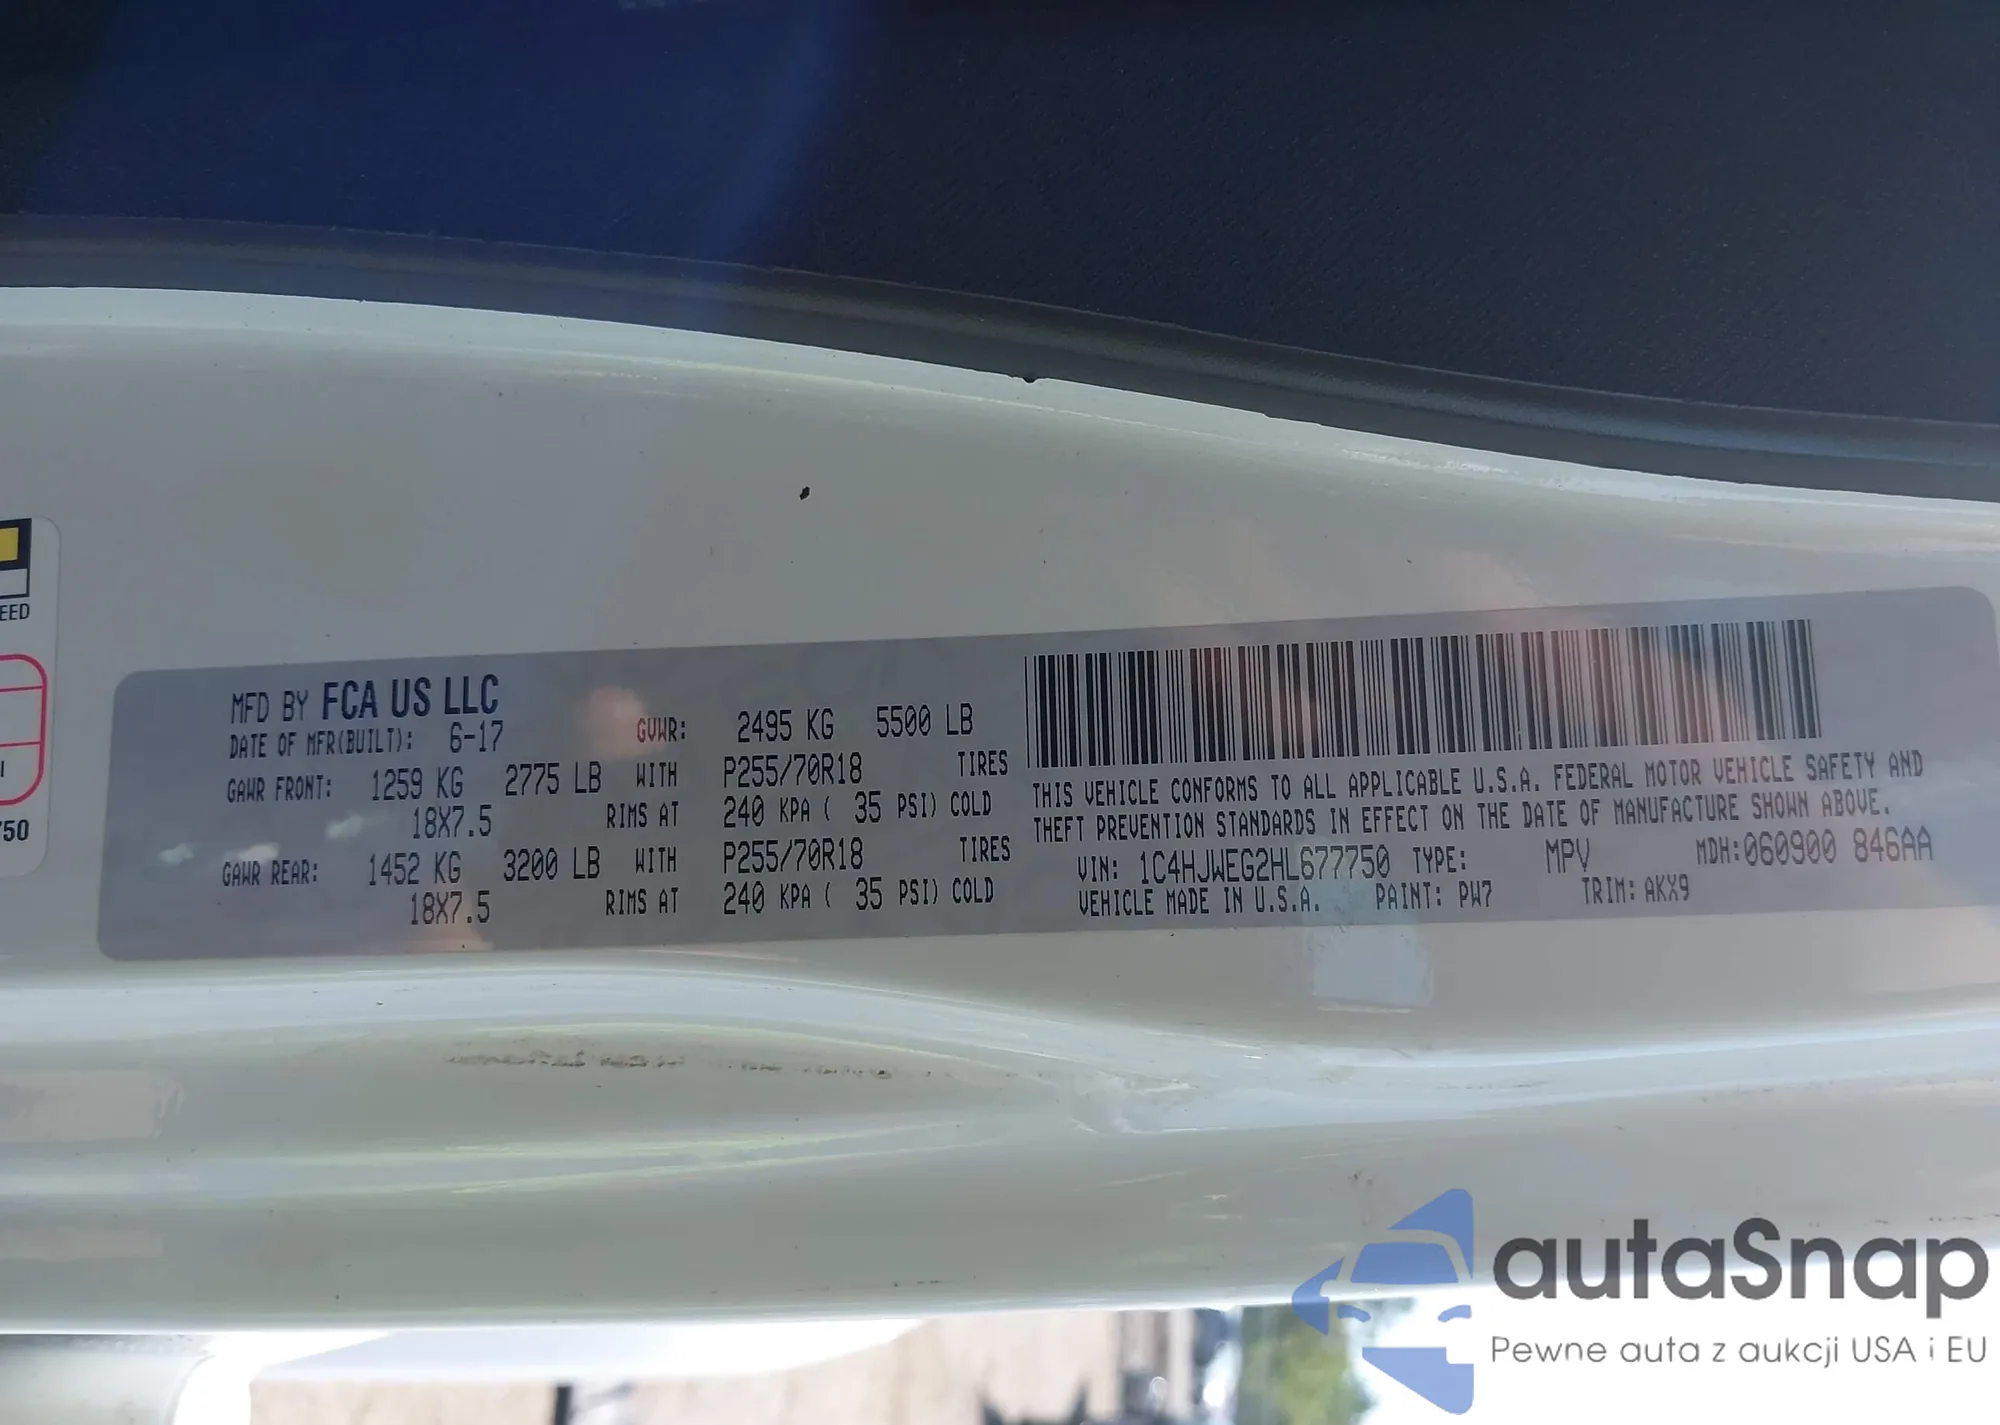 EED
I
750
MFD BY FCA US LLC
DATE OF MFR(BUILT): 6-17 GVWR: 2495 KG 5500 LB
GAWR FRONT: 1259 KG 2775 LB WITH P255/70R18 TIRES
18X7.5 RIMS AT 240 KPA ( 35 PSI) COLD
GAWR REAR: 1452 KG 3200 LB WITH P255/70R18 TIRES
18X7.5 RIMS AT 240 KPA ( 35 PSI) COLD
THIS VEHICLE CONFORMS TO ALL APPLICABLE U.S.A. FEDERAL MOTOR VEHICLE SAFETY AND
THEFT PREVENTION STANDARDS IN EFFECT ON THE DATE OF MANUFACTURE SHOWN ABOVE.
VIN: 1C4HJWEG2HL677750 TYPE: MPV MDH:060900 846AA
VEHICLE MADE IN U.S.A. PAINT: PW7 TRIM: AKX9
autaSnap
Pewne auta z aukcji USA i EU